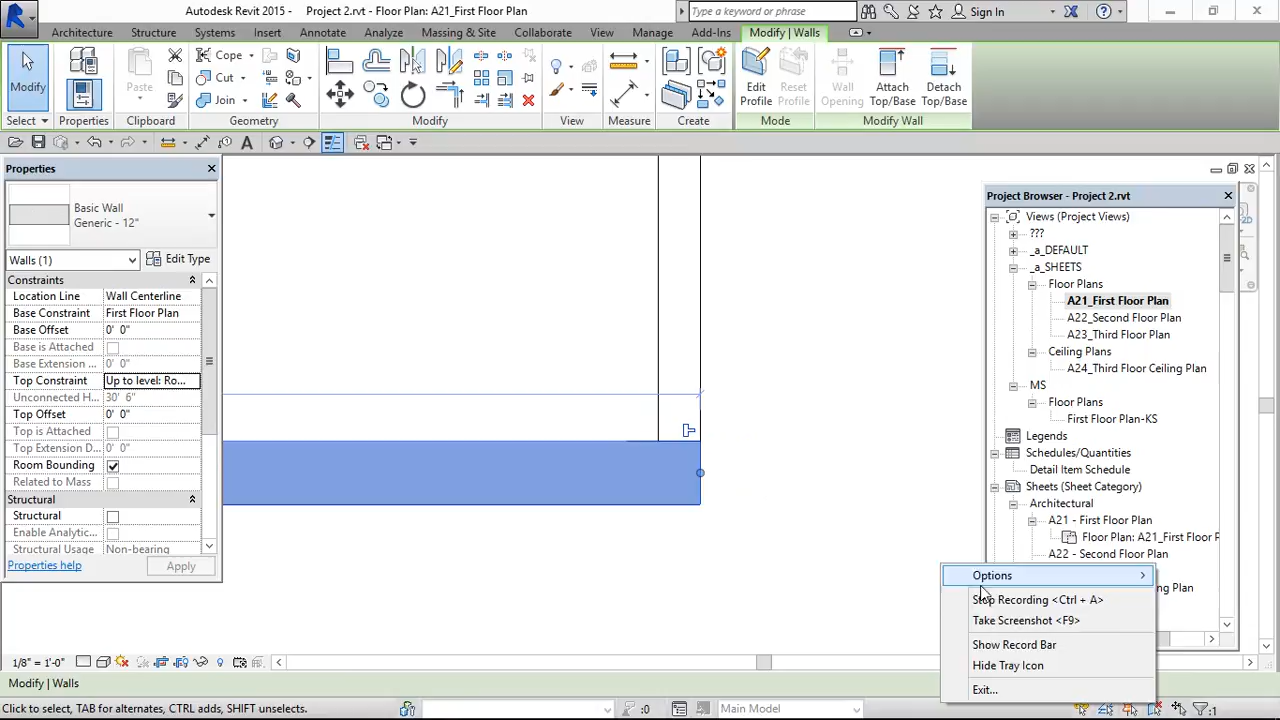 Autodesk Revit 2015 - Project 2.rvt - Floor Plan: A21_First Floor Plan
Type a keyword or phrase
Sign In
Architecture Structure Systems Insert Annotate Analyze Massing & Site Collaborate View Manage Add-Ins Modify | Walls
Modify
Paste
Cope
Cut
Join
Edit Profile
Reset Profile
Wall Opening
Attach Top/Base
Detach Top/Base
Select Properties Clipboard Geometry Modify View Measure Create Mode Modify Wall
Properties
Basic Wall
Generic - 12"
Walls (1)
Edit Type
Constraints
Location Line Wall Centerline
Base Constraint First Floor Plan
Base Offset 0' 0"
Base is Attached
Base Extension ... 0' 0"
Top Constraint Up to level: Ro...
Unconnected H... 30' 6"
Top Offset 0' 0"
Top is Attached
Top Extension D... 0' 0"
Room Bounding
Related to Mass
Structural
Structural
Enable Analytic...
Structural Usage Non-bearing
Properties help
Apply
Project Browser - Project 2.rvt
Views (Project Views)
???
_a_DEFAULT
_a_SHEETS
Floor Plans
A21_First Floor Plan
A22_Second Floor Plan
A23_Third Floor Plan
Ceiling Plans
A24_Third Floor Ceiling Plan
MS
Floor Plans
First Floor Plan-KS
Legends
Schedules/Quantities
Detail Item Schedule
Sheets (Sheet Category)
Architectural
A21 - First Floor Plan
Floor Plan: A21_First Floor P
A22 - Second Floor Plan
ng Plan
Options
Stop Recording <Ctrl + A>
Take Screenshot <F9>
Show Record Bar
Hide Tray Icon
Exit...
1/8" = 1'-0"
Modify | Walls
Click to select, TAB for alternates, CTRL adds, SHIFT unselects.
:0
Main Model
:1